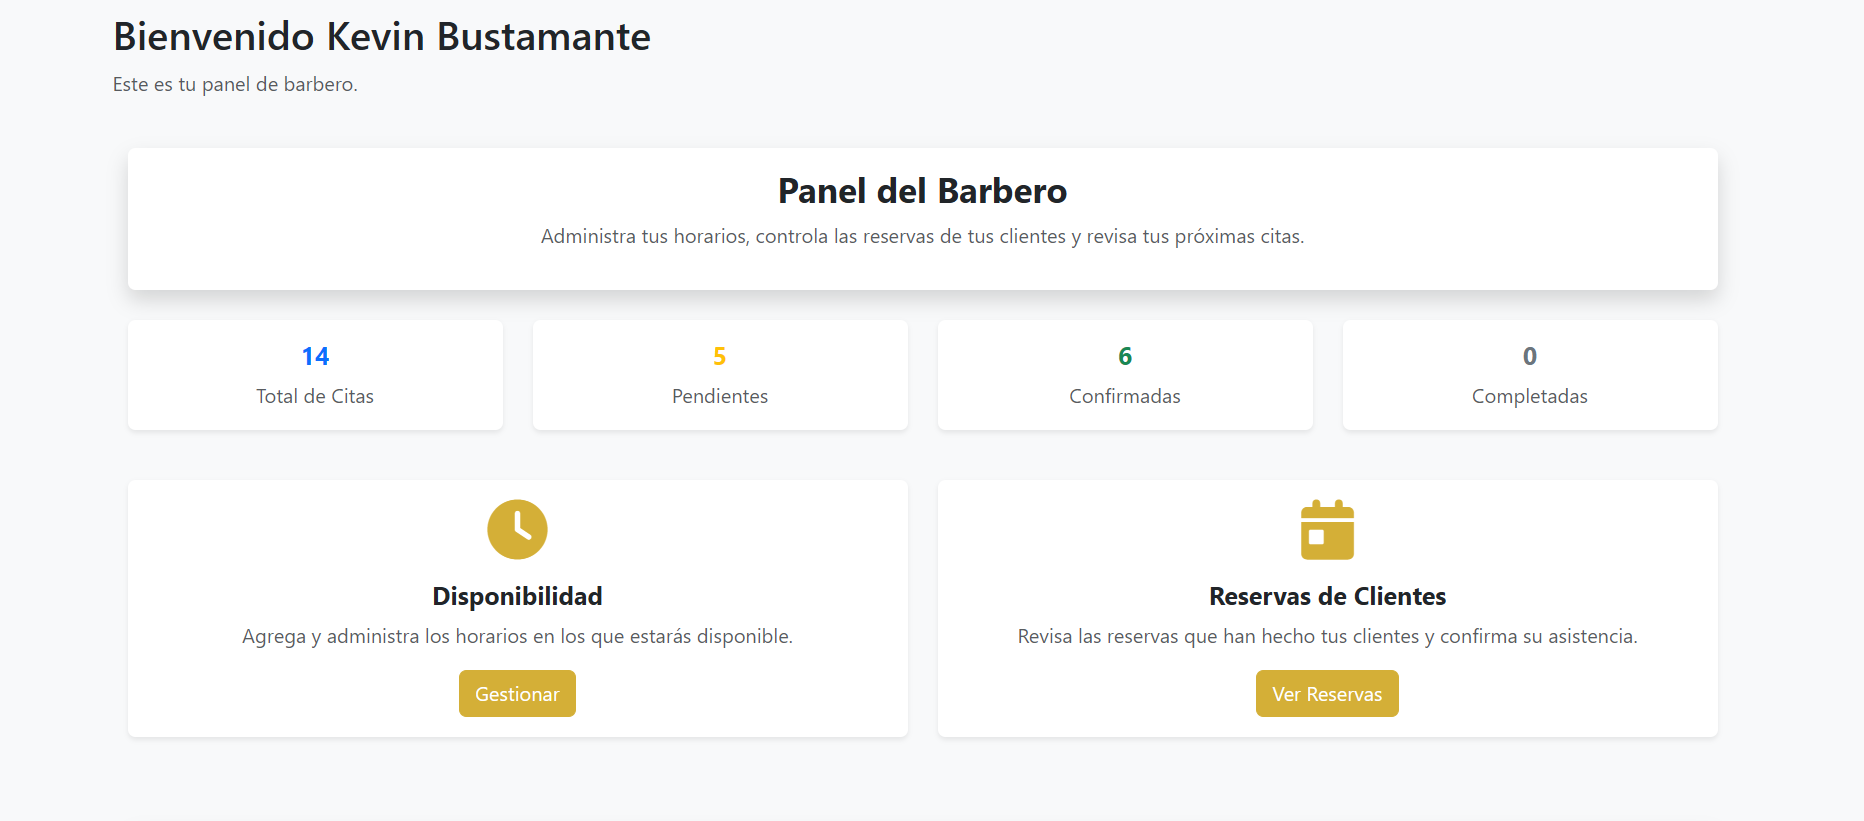 Bienvenido Kevin Bustamante
Este es tu panel de barbero.
Panel del Barbero
Administra tus horarios, controla las reservas de tus clientes y revisa tus próximas citas.
14
Total de Citas
5
Pendientes
6
Confirmadas
0
Completadas
Disponibilidad
Agrega y administra los horarios en los que estarás disponible.
Gestionar
Reservas de Clientes
Revisa las reservas que han hecho tus clientes y confirma su asistencia.
Ver Reservas